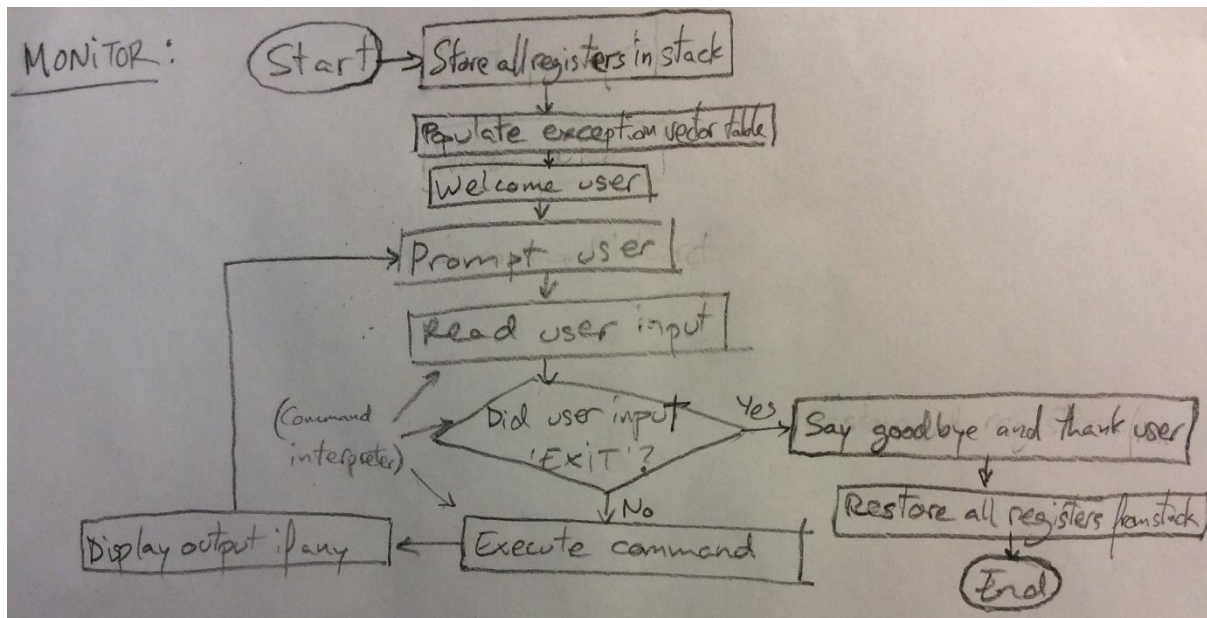 MONITOR:
Start
Store all registers in stack
Populate exception vector table
Welcome user
Prompt user
Read user input
(Command
interpreter)
Did user input
'EXIT'?
Yes
Say goodbye and thank user
No
Restore all registers from stack
Display output if any
Execute command
End